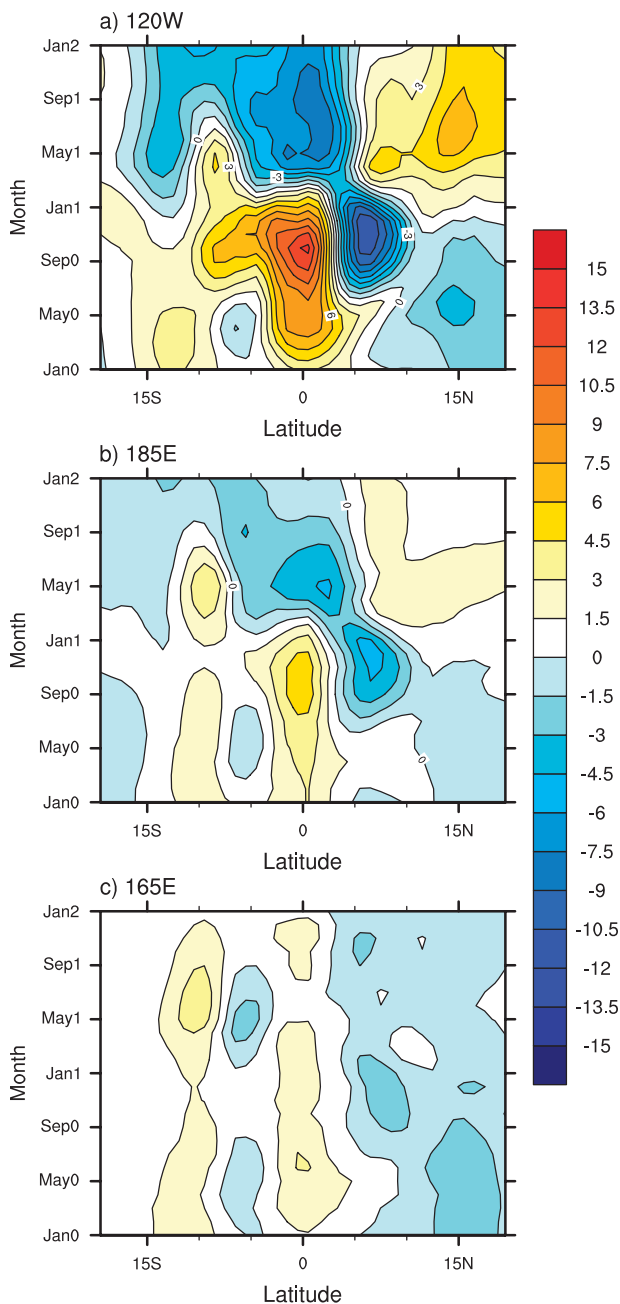 a) 120W
Jan2
Sep1
May1
Jan1
Sep0
May0
Jan0
Month
0
3
-3
3
-3
6
0
15S
0
15N
Latitude
b) 185E
Jan2
Sep1
May1
Jan1
Sep0
May0
Jan0
Month
0
0
0
15S
0
15N
Latitude
c) 165E
Jan2
Sep1
May1
Jan1
Sep0
May0
Jan0
Month
15S
0
15N
Latitude
15
13.5
12
10.5
9
7.5
6
4.5
3
1.5
0
-1.5
-3
-4.5
-6
-7.5
-9
-10.5
-12
-13.5
-15